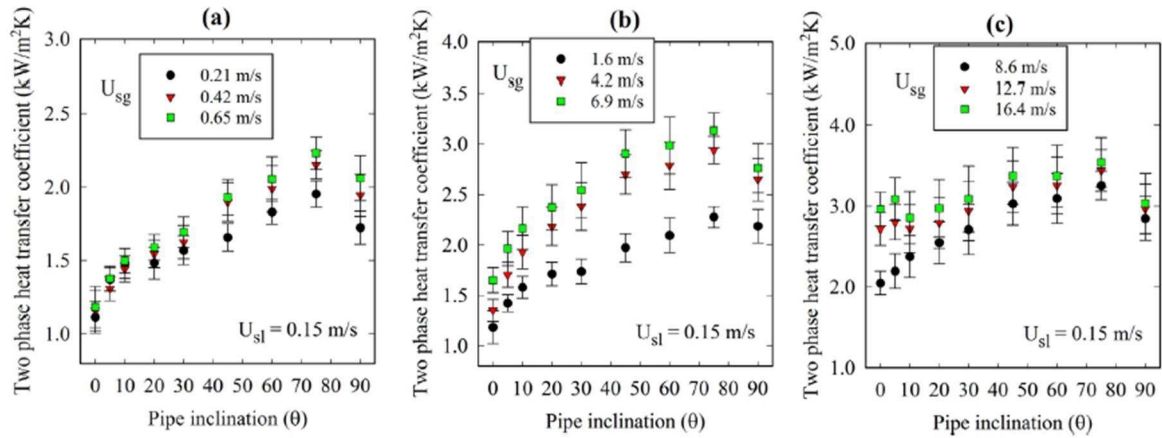 (a)
Two phase heat transfer coefficient (kW/m²K)
3.0
2.5
2.0
1.5
1.0
Usg
0.21 m/s
0.42 m/s
0.65 m/s
Usl = 0.15 m/s
0 10 20 30 40 50 60 70 80 90
Pipe inclination (θ)
(b)
Two phase heat transfer coefficient (kW/m²K)
4.0
3.5
3.0
2.5
2.0
1.5
1.0
Usg
1.6 m/s
4.2 m/s
6.9 m/s
Usl = 0.15 m/s
0 10 20 30 40 50 60 70 80 90
Pipe inclination (θ)
(c)
Two phase heat transfer coefficient (kW/m²K)
5.0
4.0
3.0
2.0
1.0
Usg
8.6 m/s
12.7 m/s
16.4 m/s
Usl = 0.15 m/s
0 10 20 30 40 50 60 70 80 90
Pipe inclination (θ)